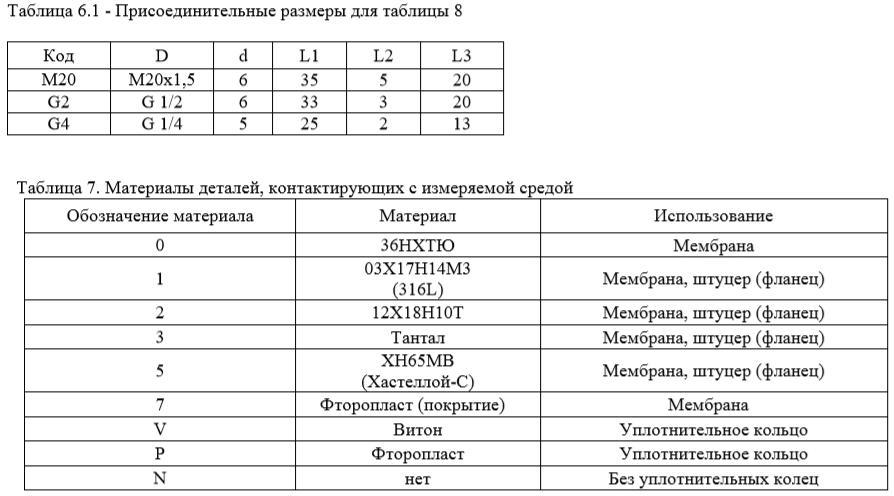 Таблица 6.1 - Присоединительные размеры для таблицы 8
Код D d L1 L2 L3
M20 M20x1,5 6 35 5 20
G2 G 1/2 6 33 3 20
G4 G 1/4 5 25 2 13
Таблица 7. Материалы деталей, контактирующих с измеряемой средой
Обозначение материала Материал Использование
0 36НХТЮ Мембрана
1 03Х17Н14М3 (316L) Мембрана, штуцер (фланец)
2 12Х18Н10Т Мембрана, штуцер (фланец)
3 Тантал Мембрана, штуцер (фланец)
5 ХН65МВ (Хастеллой-С) Мембрана, штуцер (фланец)
7 Фторопласт (покрытие) Мембрана
V Витон Уплотнительное кольцо
P Фторопласт Уплотнительное кольцо
N нет Без уплотнительных колец